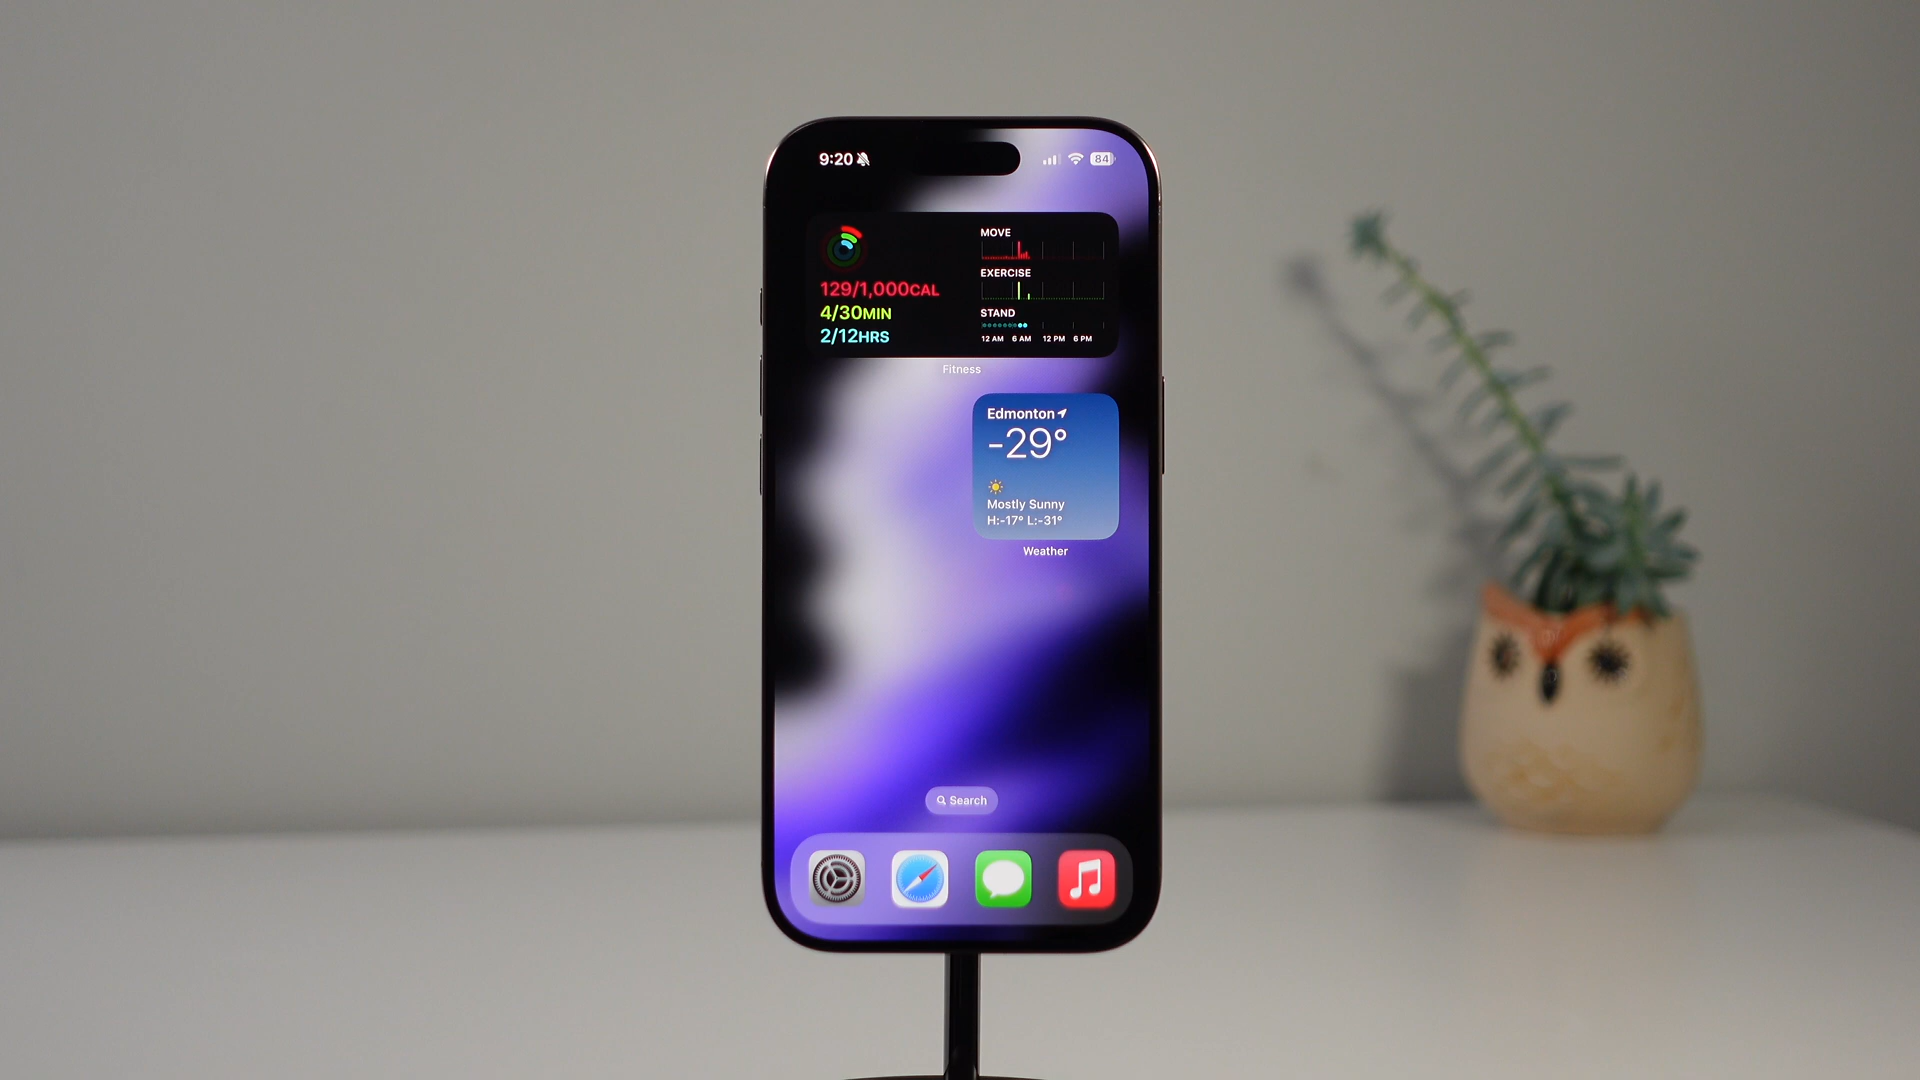 9:20
84
129/1,000CAL
4/30MIN
2/12HRS
MOVE
EXERCISE
STAND
12 AM 6 AM 12 PM 6 PM
Fitness
Edmonton
-29°
Mostly Sunny
H:-17° L:-31°
Weather
Search